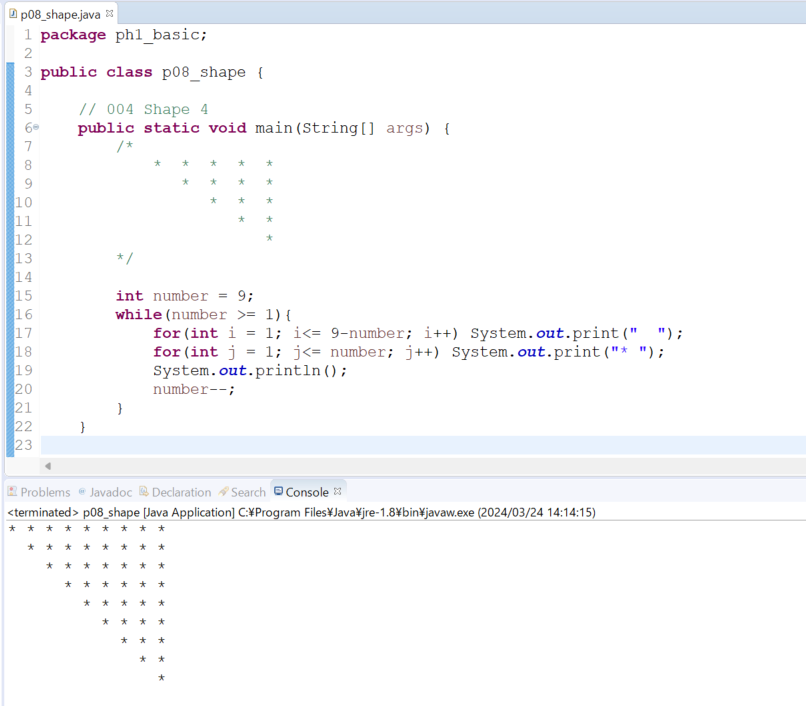 p08_shape.java
1 package ph1_basic;
2
3 public class p08_shape {
4
5     // 004 Shape 4
6     public static void main(String[] args) {
7         /*
8             *  *  *  *  *
9                *  *  *  *
10                  *  *  *
11                     *  *
12                        *
13        */
14
15        int number = 9;
16        while(number >= 1){
17            for(int i = 1; i<= 9-number; i++) System.out.print("  ");
18            for(int j = 1; j<= number; j++) System.out.print("* ");
19            System.out.println();
20            number--;
21        }
22    }
23
Problems Javadoc Declaration Search Console
<terminated> p08_shape [Java Application] C:¥Program Files¥Java¥jre-1.8¥bin¥javaw.exe (2024/03/24 14:14:15)
* * * * * * * * *
  * * * * * * * *
    * * * * * * *
      * * * * * *
        * * * * *
          * * * *
            * * *
              * *
                *